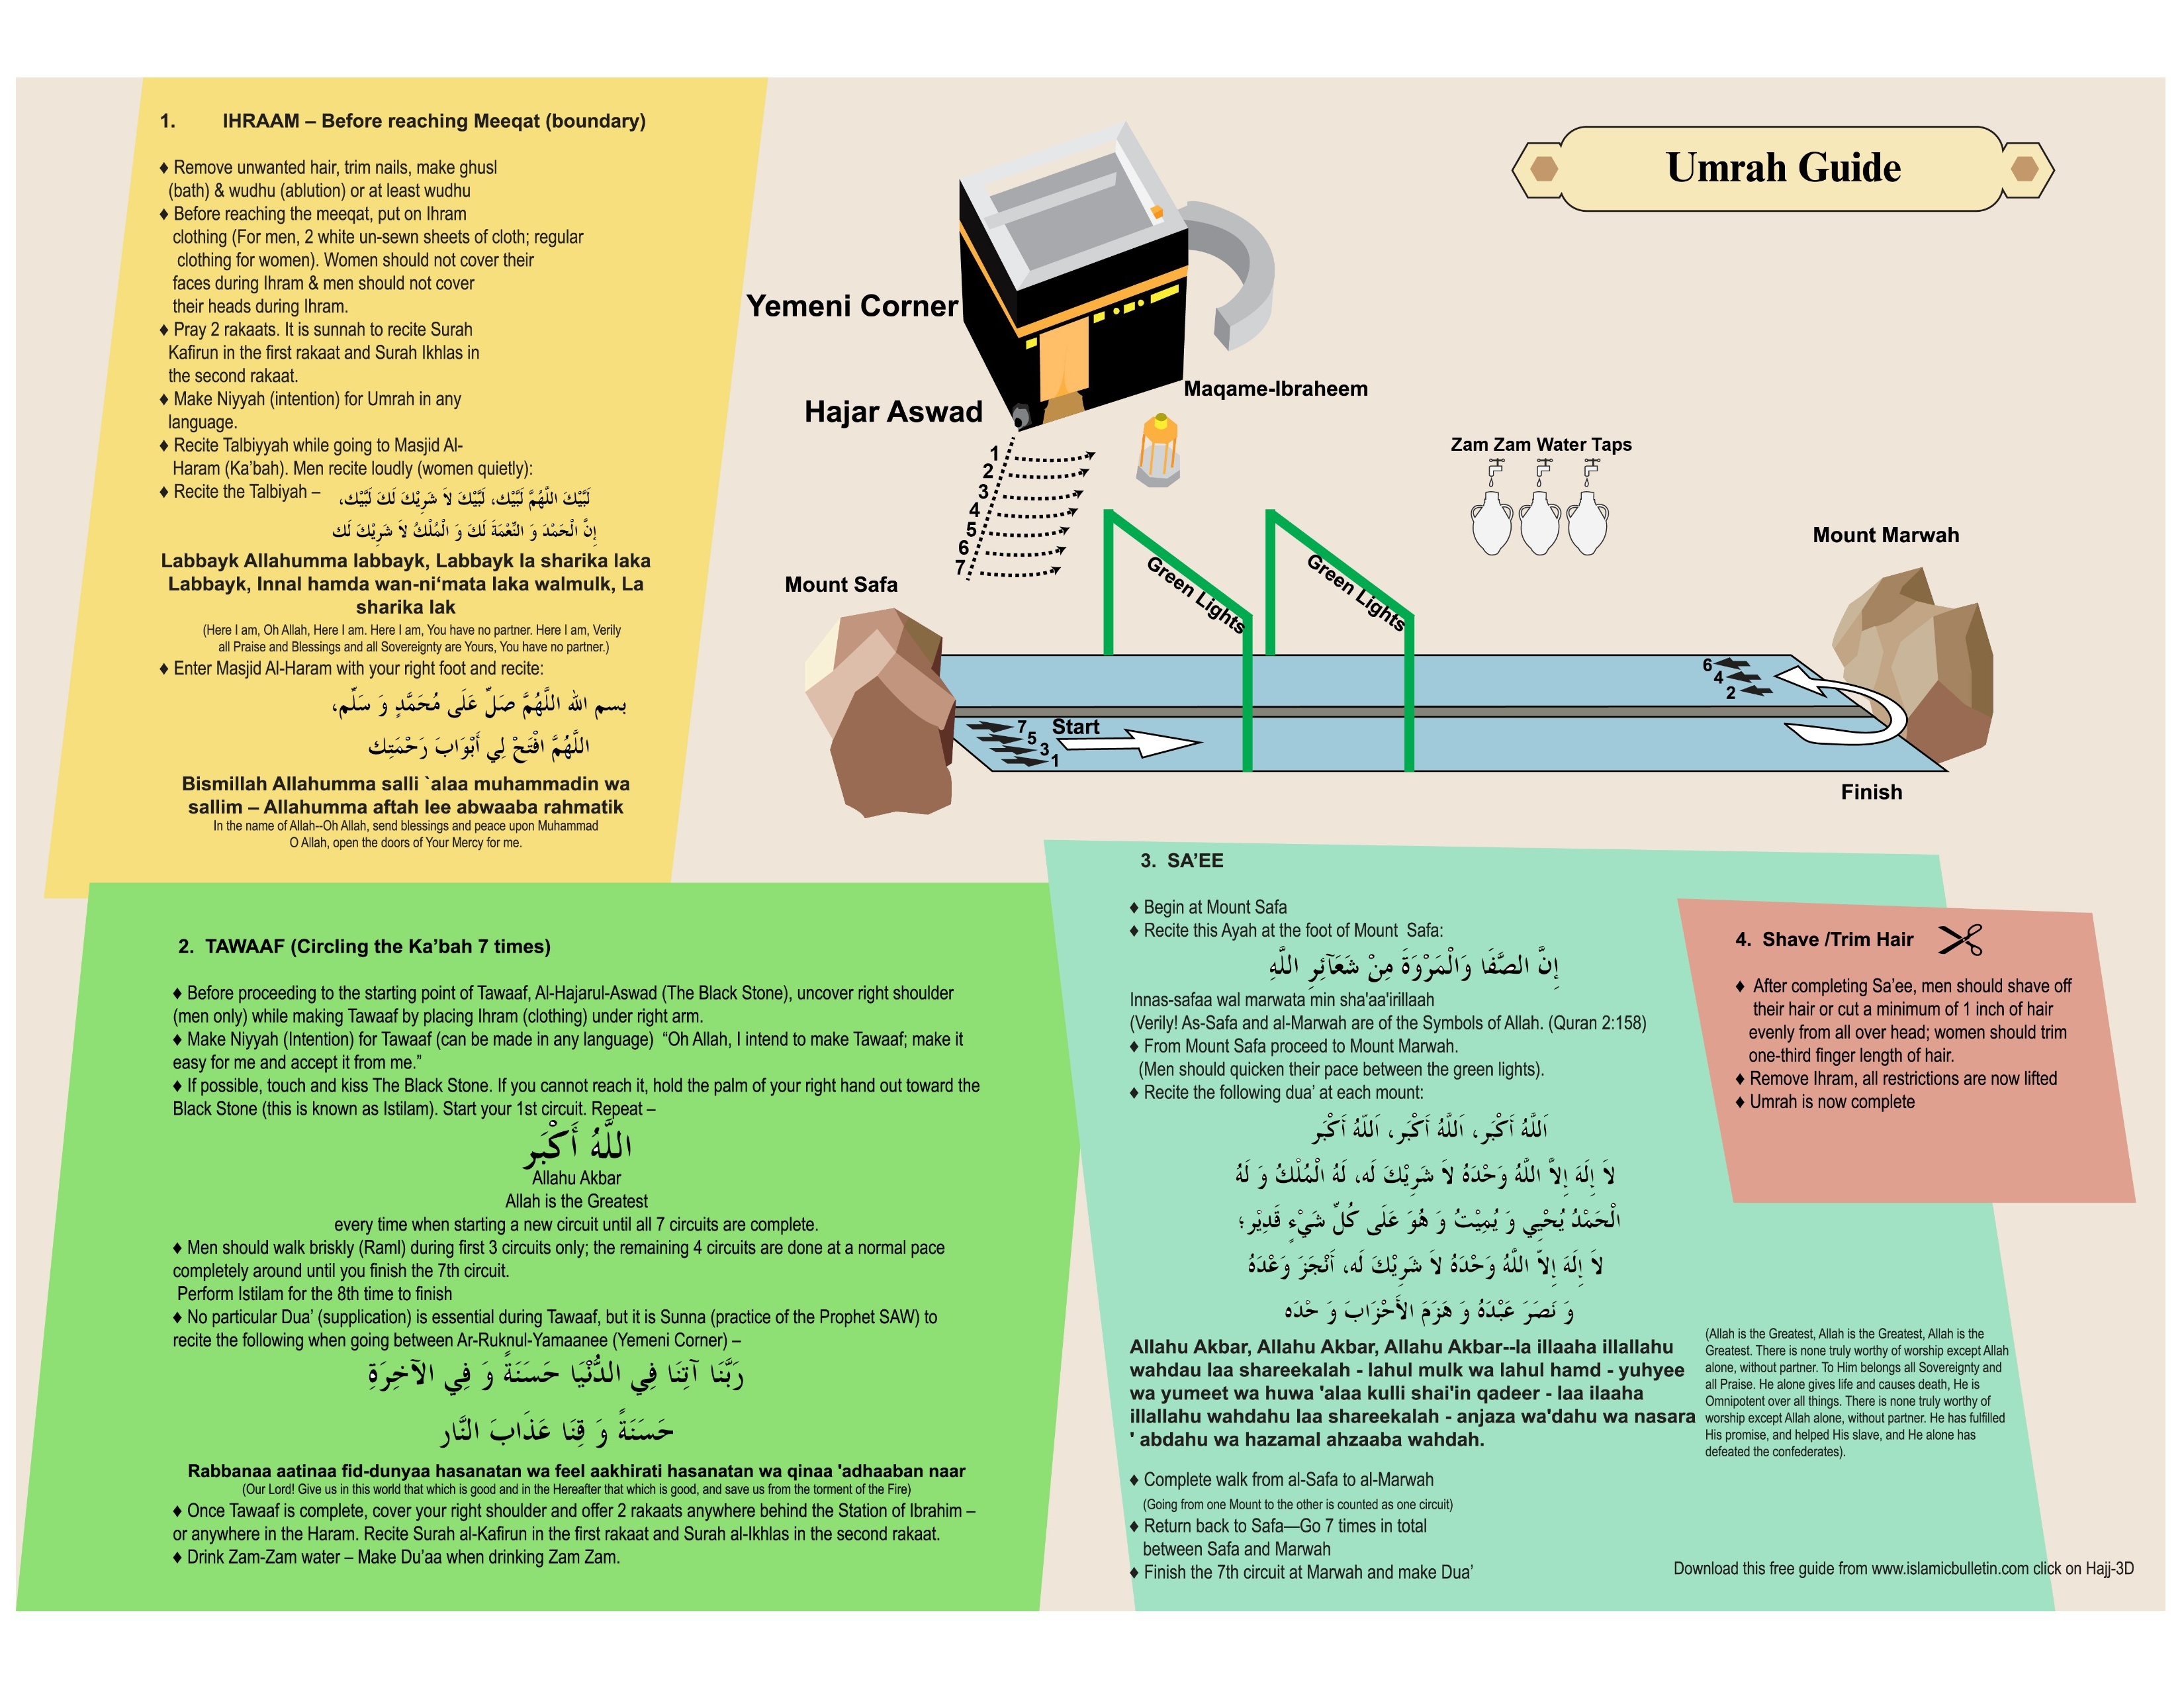 Umrah Guide
1. IHRAAM – Before reaching Meeqat (boundary)
♦ Remove unwanted hair, trim nails, make ghusl
(bath) & wudhu (ablution) or at least wudhu
♦ Before reaching the meeqat, put on Ihram
clothing (For men, 2 white un-sewn sheets of cloth; regular
clothing for women). Women should not cover their
faces during Ihram & men should not cover
their heads during Ihram.
♦ Pray 2 rakaats. It is sunnah to recite Surah
Kafirun in the first rakaat and Surah Ikhlas in
the second rakaat.
♦ Make Niyyah (intention) for Umrah in any
language.
♦ Recite Talbiyyah while going to Masjid Al-
Haram (Ka’bah). Men recite loudly (women quietly):
♦ Recite the Talbiyah – لَبَّيْكَ اللَّهُمَّ لَبَّيْك، لَبَّيْكَ لاَ شَرِيْكَ لَكَ لَبَّيْك،
إِنَّ الْحَمْدَ وَ النِّعْمَةَ لَكَ وَ الْمُلْكُ لاَ شَرِيْكَ لَك
Labbayk Allahumma labbayk, Labbayk la sharika laka
Labbayk, Innal hamda wan-ni‘mata laka walmulk, La
sharika lak
(Here I am, Oh Allah, Here I am. Here I am, You have no partner. Here I am, Verily
all Praise and Blessings and all Sovereignty are Yours, You have no partner.)
♦ Enter Masjid Al-Haram with your right foot and recite:
بسم الله اللَّهُمَّ صَلِّ عَلَى مُحَمَّدٍ وَ سَلِّم،
اللَّهُمَّ افْتَحْ لِي أَبْوَابَ رَحْمَتِك
Bismillah Allahumma salli `alaa muhammadin wa
sallim – Allahumma aftah lee abwaaba rahmatik
In the name of Allah--Oh Allah, send blessings and peace upon Muhammad
O Allah, open the doors of Your Mercy for me.
Yemeni Corner
Hajar Aswad
Maqame-Ibraheem
1
2
3
4
5
6
7
Zam Zam Water Taps
Mount Safa
Green Lights
Green Lights
Mount Marwah
6
4
2
7
5
3
1
Start
Finish
2. TAWAAF (Circling the Ka’bah 7 times)
♦ Before proceeding to the starting point of Tawaaf, Al-Hajarul-Aswad (The Black Stone), uncover right shoulder
(men only) while making Tawaaf by placing Ihram (clothing) under right arm.
♦ Make Niyyah (Intention) for Tawaaf (can be made in any language) “Oh Allah, I intend to make Tawaaf; make it
easy for me and accept it from me.”
♦ If possible, touch and kiss The Black Stone. If you cannot reach it, hold the palm of your right hand out toward the
Black Stone (this is known as Istilam). Start your 1st circuit. Repeat –
اللَّهُ أَكْبَر
Allahu Akbar
Allah is the Greatest
every time when starting a new circuit until all 7 circuits are complete.
♦ Men should walk briskly (Raml) during first 3 circuits only; the remaining 4 circuits are done at a normal pace
completely around until you finish the 7th circuit.
Perform Istilam for the 8th time to finish
♦ No particular Dua’ (supplication) is essential during Tawaaf, but it is Sunna (practice of the Prophet SAW) to
recite the following when going between Ar-Ruknul-Yamaanee (Yemeni Corner) –
رَبَّنَا آتِنَا فِي الدُّنْيَا حَسَنَةً وَ فِي الآخِرَةِ
حَسَنَةً وَ قِنَا عَذَابَ النَّار
Rabbanaa aatinaa fid-dunyaa hasanatan wa feel aakhirati hasanatan wa qinaa 'adhaaban naar
(Our Lord! Give us in this world that which is good and in the Hereafter that which is good, and save us from the torment of the Fire)
♦ Once Tawaaf is complete, cover your right shoulder and offer 2 rakaats anywhere behind the Station of Ibrahim –
or anywhere in the Haram. Recite Surah al-Kafirun in the first rakaat and Surah al-Ikhlas in the second rakaat.
♦ Drink Zam-Zam water – Make Du’aa when drinking Zam Zam.
3. SA’EE
♦ Begin at Mount Safa
♦ Recite this Ayah at the foot of Mount Safa:
إِنَّ الصَّفَا وَالْمَرْوَةَ مِنْ شَعَآئِرِ اللَّهِ
Innas-safaa wal marwata min sha'aa'irillaah
(Verily! As-Safa and al-Marwah are of the Symbols of Allah. (Quran 2:158)
♦ From Mount Safa proceed to Mount Marwah.
(Men should quicken their pace between the green lights).
♦ Recite the following dua’ at each mount:
اَللَّهُ أَكْبَر، اَللَّهُ أَكْبَر، اَللَّهُ أَكْبَر
لاَ إِلَهَ إِلاَّ اللَّهُ وَحْدَهُ لاَ شَرِيْكَ لَه، لَهُ الْمُلْكُ وَ لَهُ
الْحَمْدُ يُحْيِي وَ يُمِيْتُ وَ هُوَ عَلَى كُلِّ شَيْءٍ قَدِيْر؛
لاَ إِلَهَ إِلاَّ اللَّهُ وَحْدَهُ لاَ شَرِيْكَ لَه، أَنْجَزَ وَعْدَهُ
وَ نَصَرَ عَبْدَهُ وَ هَزَمَ الأَحْزَابَ وَ حْدَه
Allahu Akbar, Allahu Akbar, Allahu Akbar--la illaaha illallahu
wahdau laa shareekalah - lahul mulk wa lahul hamd - yuhyee
wa yumeet wa huwa 'alaa kulli shai'in qadeer - laa ilaaha
illallahu wahdahu laa shareekalah - anjaza wa'dahu wa nasara
' abdahu wa hazamal ahzaaba wahdah.
(Allah is the Greatest, Allah is the Greatest, Allah is the
Greatest. There is none truly worthy of worship except Allah
alone, without partner. To Him belongs all Sovereignty and
all Praise. He alone gives life and causes death, He is
Omnipotent over all things. There is none truly worthy of
worship except Allah alone, without partner. He has fulfilled
His promise, and helped His slave, and He alone has
defeated the confederates).
♦ Complete walk from al-Safa to al-Marwah
(Going from one Mount to the other is counted as one circuit)
♦ Return back to Safa—Go 7 times in total
between Safa and Marwah
♦ Finish the 7th circuit at Marwah and make Dua’
4. Shave /Trim Hair
♦ After completing Sa’ee, men should shave off
their hair or cut a minimum of 1 inch of hair
evenly from all over head; women should trim
one-third finger length of hair.
♦ Remove Ihram, all restrictions are now lifted
♦ Umrah is now complete
Download this free guide from www.islamicbulletin.com click on Hajj-3D